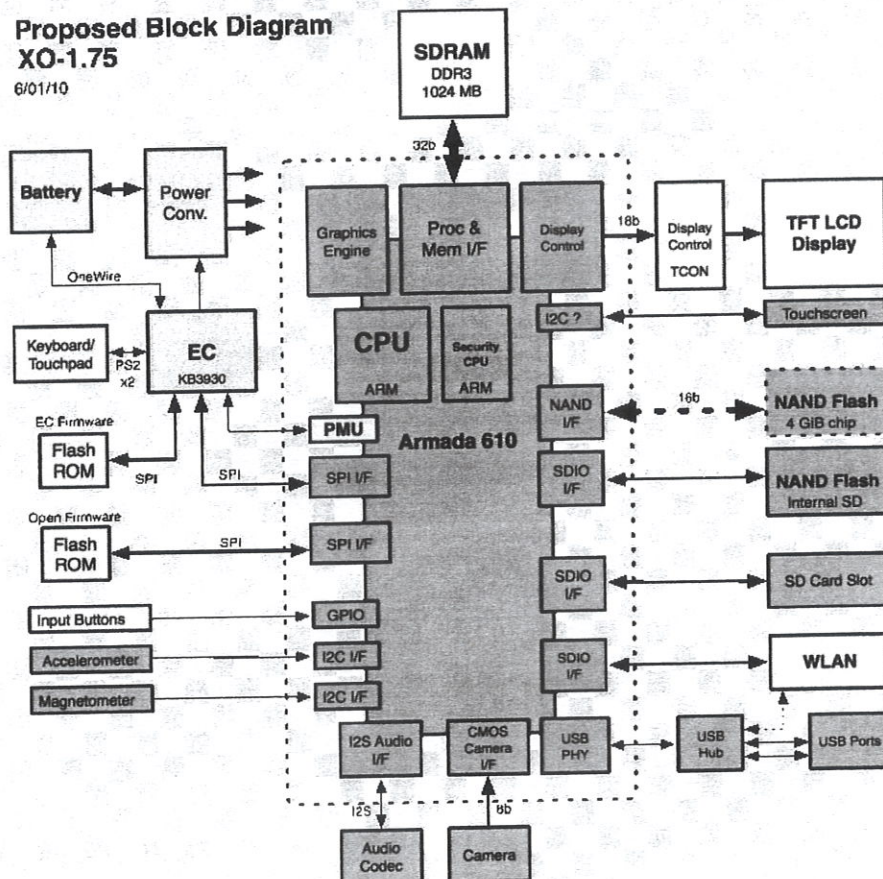 Proposed Block Diagram
XO-1.75
6/01/10
SDRAM
DDR3
1024 MB
32b
Battery
Power
Conv.
OneWire
Graphics
Engine
Proc &
Mem I/F
Display
Control
18b
Display
Control
TCON
TFT LCD
Display
Keyboard/
Touchpad
PS2
x2
EC
KB3930
CPU
ARM
Security
CPU
ARM
I2C ?
Touchscreen
EC Firmware
Flash
ROM
SPI
SPI
PMU
SPI I/F
Armada 610
NAND
I/F
16b
NAND Flash
4 GIB chip
SDIO
I/F
NAND Flash
Internal SD
Open Firmware
Flash
ROM
SPI
SPI I/F
SDIO
I/F
SD Card Slot
Input Buttons
GPIO
Accelerometer
I2C I/F
Magnetometer
I2C I/F
SDIO
I/F
WLAN
I2S Audio
I/F
CMOS
Camera
I/F
USB
PHY
USB
Hub
USB Ports
I2S
8b
Audio
Codec
Camera